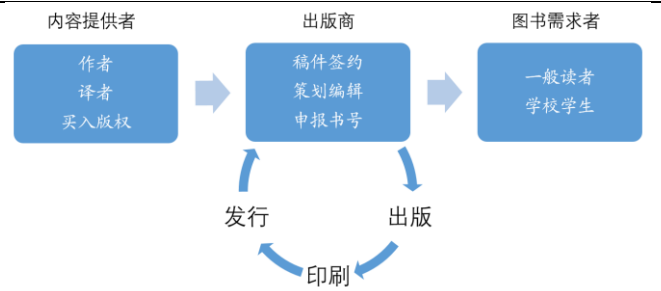 内容提供者
出版商
图书需求者
作者
译者
买入版权
稿件签约
策划编辑
申报书号
一般读者
学校学生
发行
出版
印刷